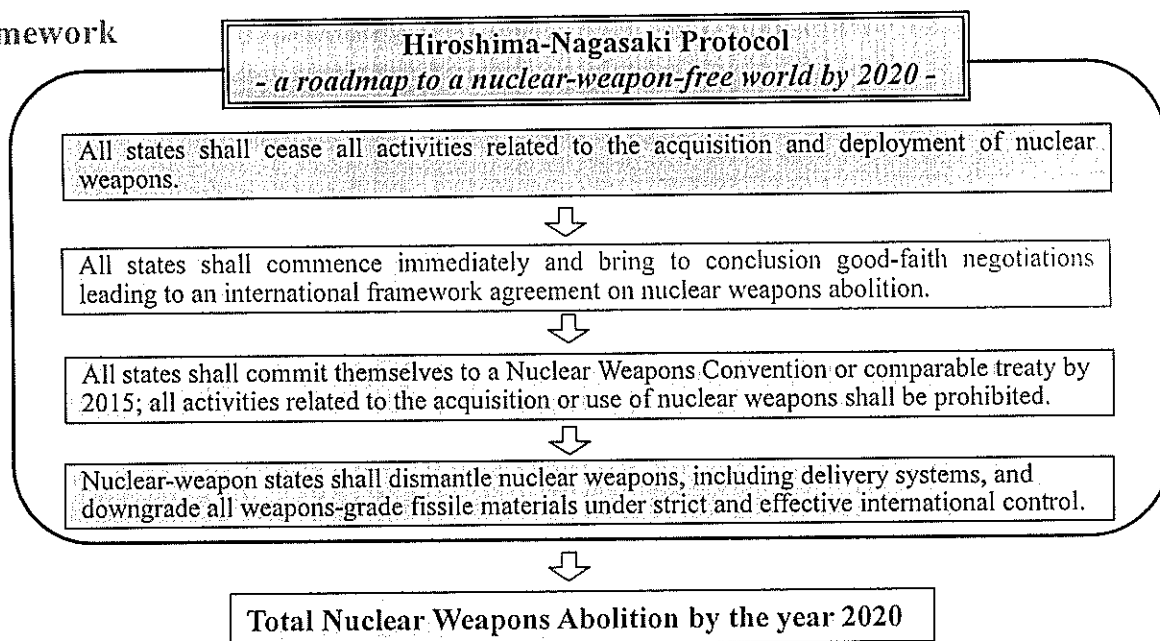 mework
Hiroshima-Nagasaki Protocol
- a roadmap to a nuclear-weapon-free world by 2020 -
All states shall cease all activities related to the acquisition and deployment of nuclear
weapons.
All states shall commence immediately and bring to conclusion good-faith negotiations
leading to an international framework agreement on nuclear weapons abolition.
All states shall commit themselves to a Nuclear Weapons Convention or comparable treaty by
2015; all activities related to the acquisition or use of nuclear weapons shall be prohibited.
Nuclear-weapon states shall dismantle nuclear weapons, including delivery systems, and
downgrade all weapons-grade fissile materials under strict and effective international control.
Total Nuclear Weapons Abolition by the year 2020